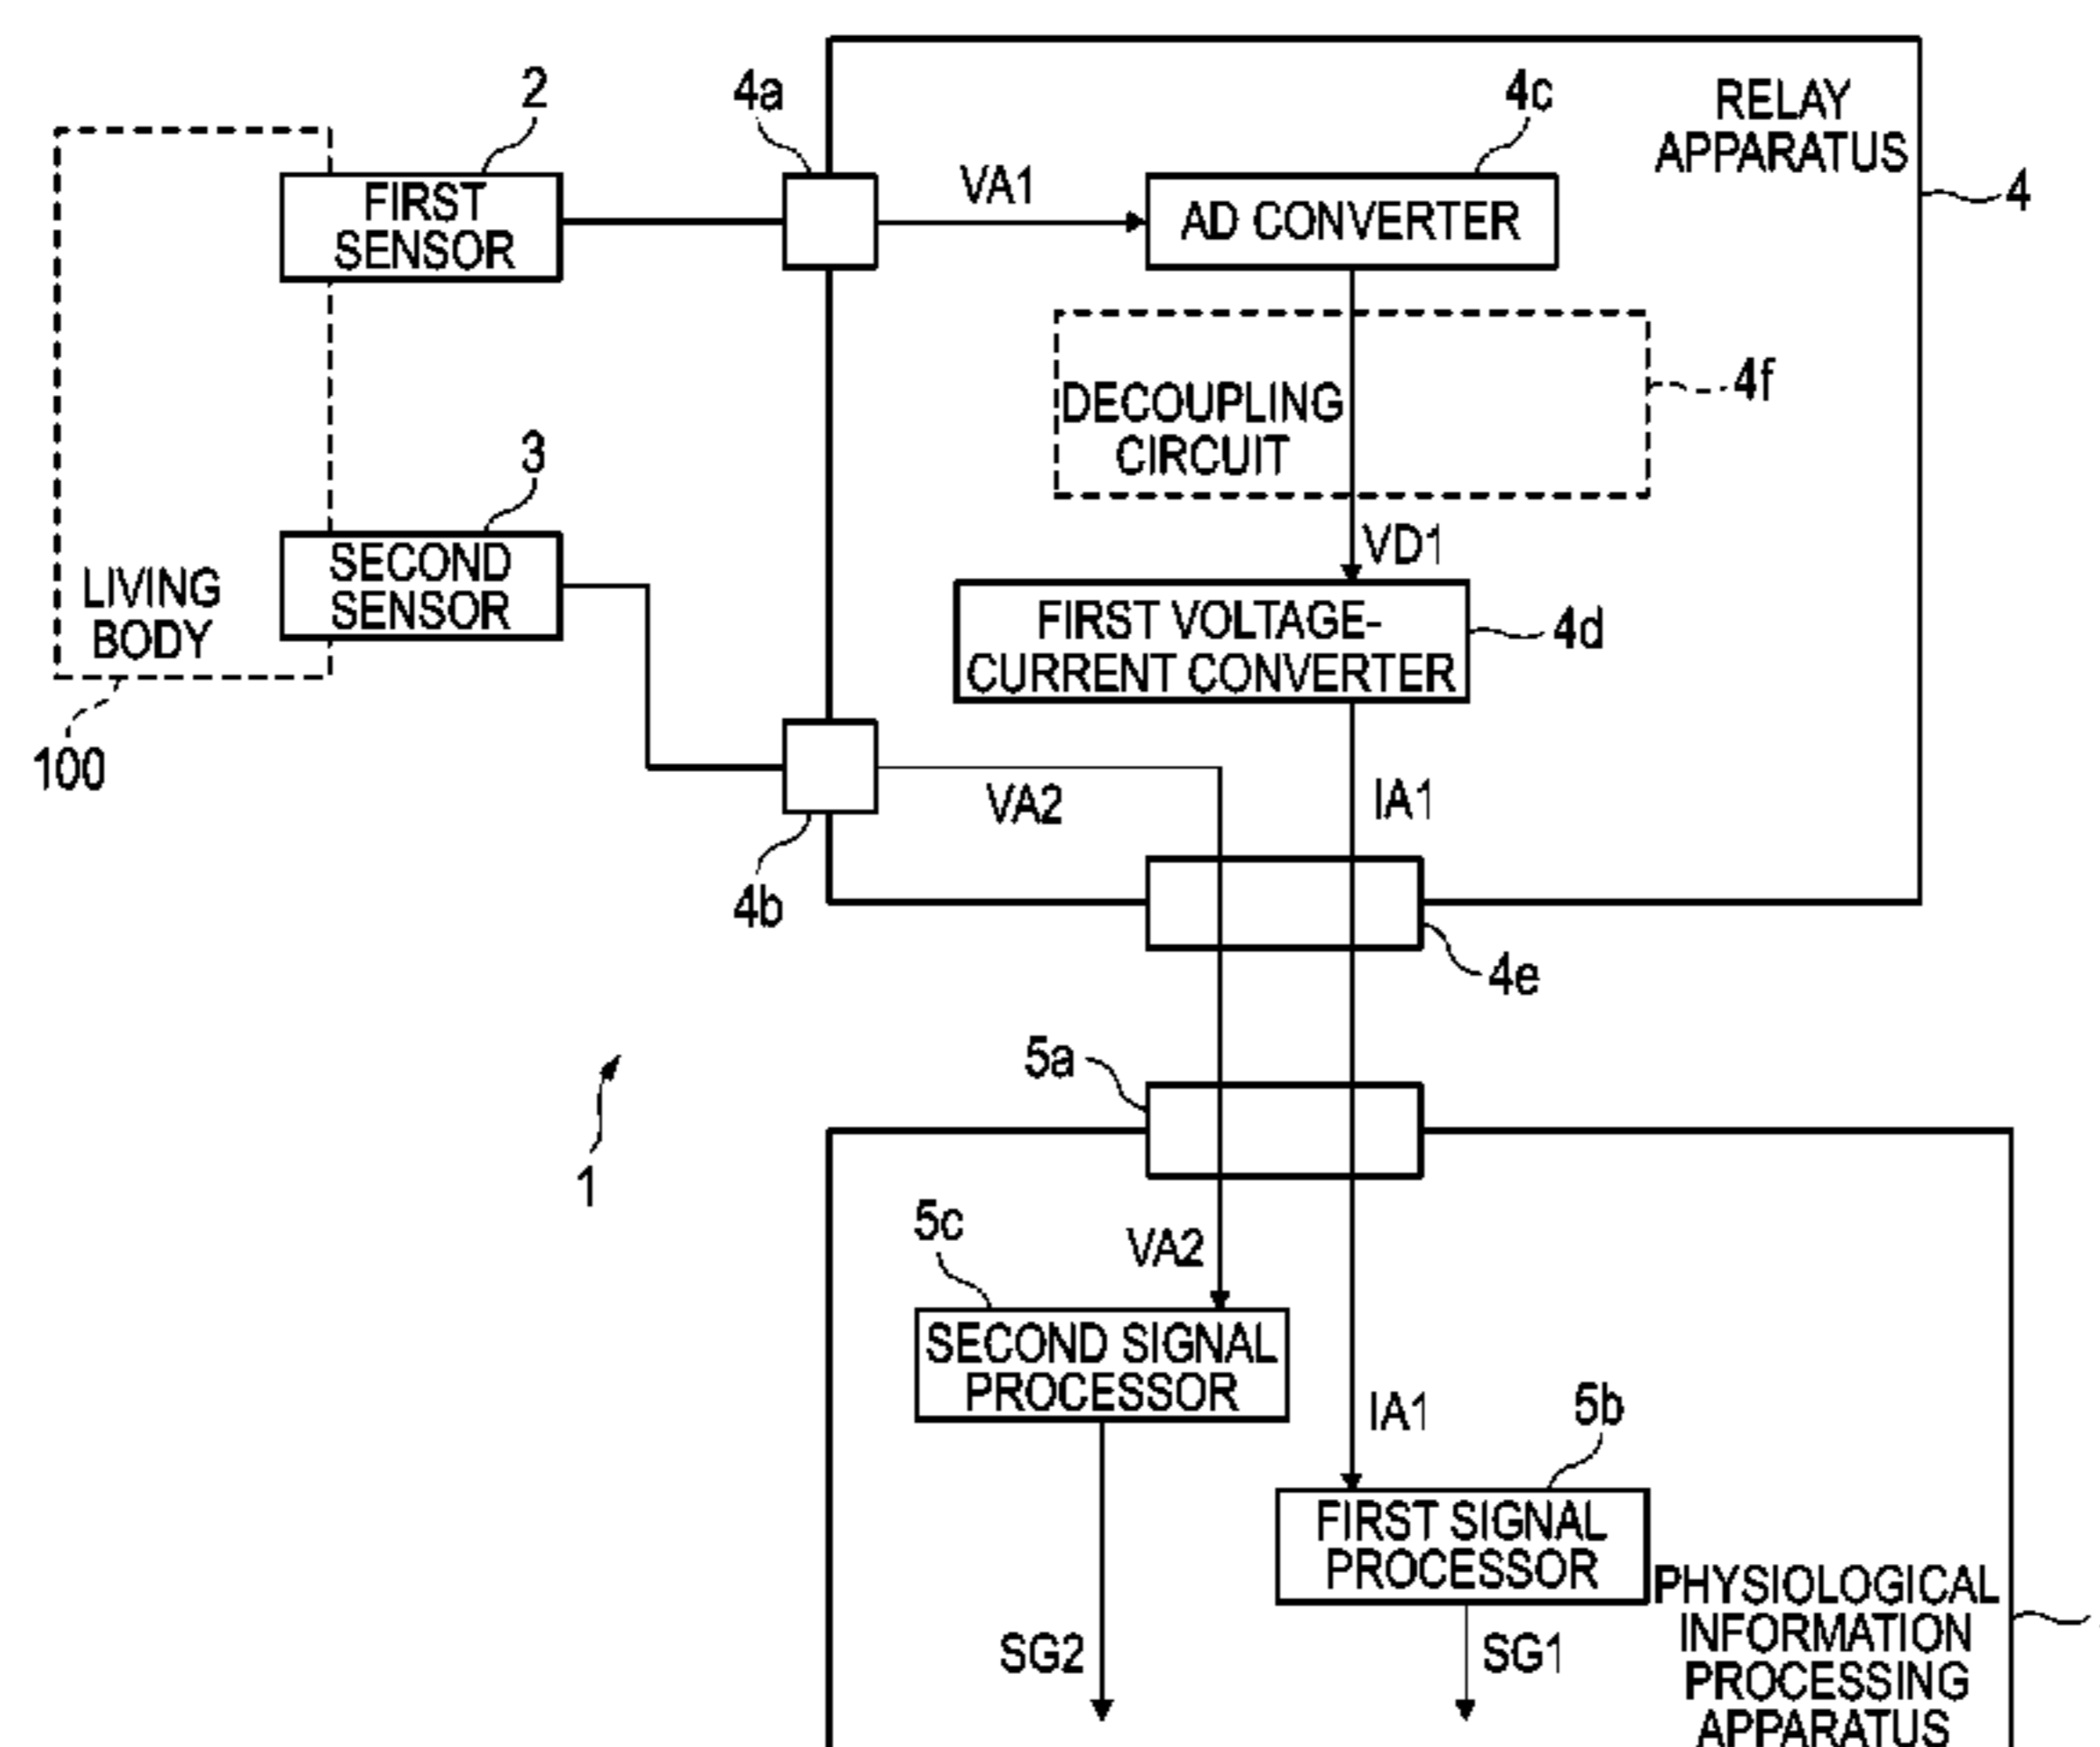 2
4a
4c
RELAY
APPARATUS
4
FIRST
SENSOR
VA1
AD CONVERTER
DECOUPLING
CIRCUIT
4f
3
SECOND
SENSOR
LIVING
BODY
100
VD1
FIRST VOLTAGE-
CURRENT CONVERTER
4d
VA2
IA1
4b
4e
5a
1
5c
VA2
SECOND SIGNAL
PROCESSOR
IA1
5b
FIRST SIGNAL
PROCESSOR
SG2
SG1
PHYSIOLOGICAL
INFORMATION
PROCESSING
APPARATUS